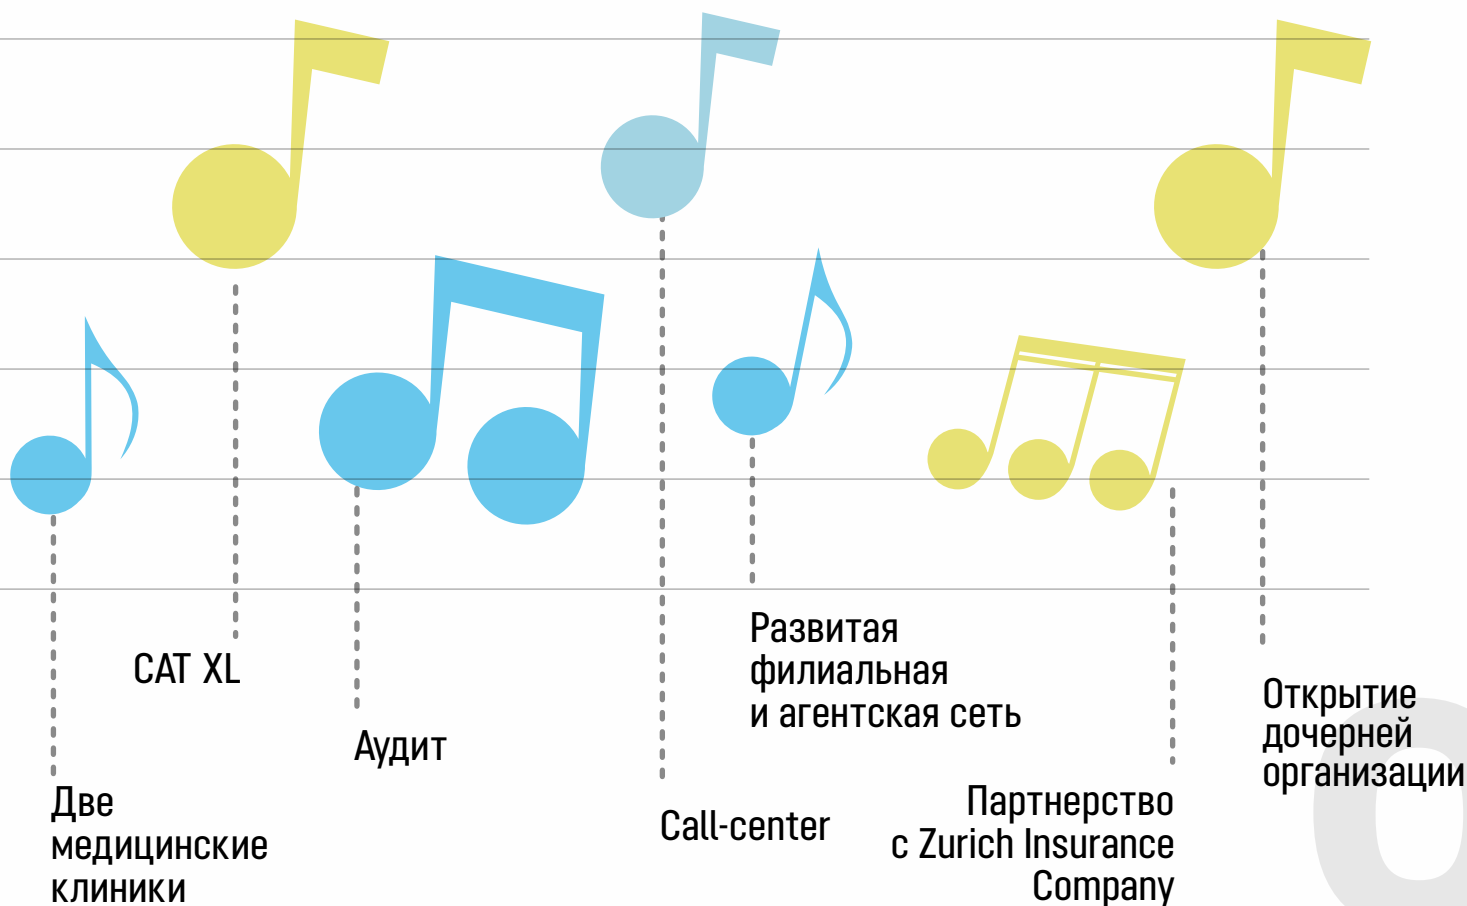 CAT XL
Аудит
Две
медицинские
клиники
Call-center
Развитая
филиальная
и агентская сеть
Партнерство
с Zurich Insurance
Company
Открытие
дочерней
организации